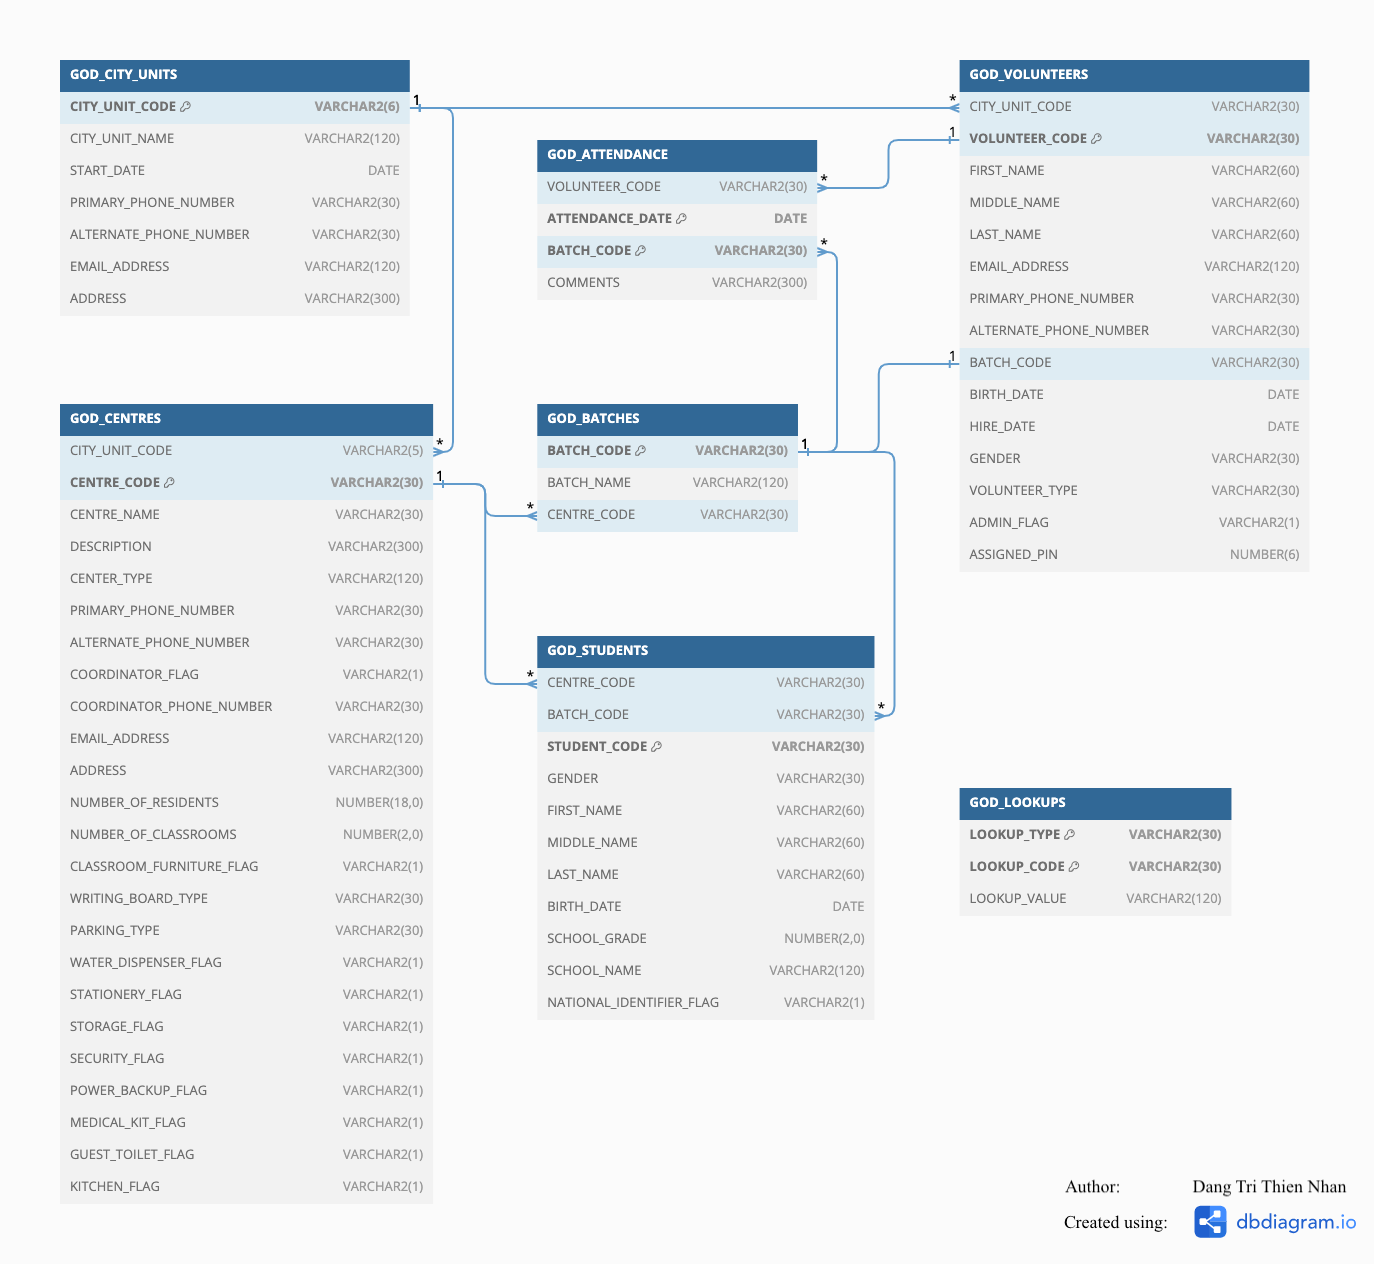 GOD_CITY_UNITS
CITY_UNIT_CODE VARCHAR2(6)
CITY_UNIT_NAME VARCHAR2(120)
START_DATE DATE
PRIMARY_PHONE_NUMBER VARCHAR2(30)
ALTERNATE_PHONE_NUMBER VARCHAR2(30)
EMAIL_ADDRESS VARCHAR2(120)
ADDRESS VARCHAR2(300)
1
*
GOD_ATTENDANCE
VOLUNTEER_CODE VARCHAR2(30)
ATTENDANCE_DATE DATE
BATCH_CODE VARCHAR2(30)
COMMENTS VARCHAR2(300)
*
*
GOD_VOLUNTEERS
CITY_UNIT_CODE VARCHAR2(30)
VOLUNTEER_CODE VARCHAR2(30)
FIRST_NAME VARCHAR2(60)
MIDDLE_NAME VARCHAR2(60)
LAST_NAME VARCHAR2(60)
EMAIL_ADDRESS VARCHAR2(120)
PRIMARY_PHONE_NUMBER VARCHAR2(30)
ALTERNATE_PHONE_NUMBER VARCHAR2(30)
BATCH_CODE VARCHAR2(30)
BIRTH_DATE DATE
HIRE_DATE DATE
GENDER VARCHAR2(30)
VOLUNTEER_TYPE VARCHAR2(30)
ADMIN_FLAG VARCHAR2(1)
ASSIGNED_PIN NUMBER(6)
1
1
GOD_CENTRES
CITY_UNIT_CODE VARCHAR2(5)
CENTRE_CODE VARCHAR2(30)
CENTRE_NAME VARCHAR2(30)
DESCRIPTION VARCHAR2(300)
CENTER_TYPE VARCHAR2(120)
PRIMARY_PHONE_NUMBER VARCHAR2(30)
ALTERNATE_PHONE_NUMBER VARCHAR2(30)
COORDINATOR_FLAG VARCHAR2(1)
COORDINATOR_PHONE_NUMBER VARCHAR2(30)
EMAIL_ADDRESS VARCHAR2(120)
ADDRESS VARCHAR2(300)
NUMBER_OF_RESIDENTS NUMBER(18,0)
NUMBER_OF_CLASSROOMS NUMBER(2,0)
CLASSROOM_FURNITURE_FLAG VARCHAR2(1)
WRITING_BOARD_TYPE VARCHAR2(30)
PARKING_TYPE VARCHAR2(30)
WATER_DISPENSER_FLAG VARCHAR2(1)
STATIONERY_FLAG VARCHAR2(1)
STORAGE_FLAG VARCHAR2(1)
SECURITY_FLAG VARCHAR2(1)
POWER_BACKUP_FLAG VARCHAR2(1)
MEDICAL_KIT_FLAG VARCHAR2(1)
GUEST_TOILET_FLAG VARCHAR2(1)
KITCHEN_FLAG VARCHAR2(1)
*
1
GOD_BATCHES
BATCH_CODE VARCHAR2(30)
BATCH_NAME VARCHAR2(120)
CENTRE_CODE VARCHAR2(30)
1
*
GOD_STUDENTS
CENTRE_CODE VARCHAR2(30)
BATCH_CODE VARCHAR2(30)
STUDENT_CODE VARCHAR2(30)
GENDER VARCHAR2(30)
FIRST_NAME VARCHAR2(60)
MIDDLE_NAME VARCHAR2(60)
LAST_NAME VARCHAR2(60)
BIRTH_DATE DATE
SCHOOL_GRADE NUMBER(2,0)
SCHOOL_NAME VARCHAR2(120)
NATIONAL_IDENTIFIER_FLAG VARCHAR2(1)
*
*
GOD_LOOKUPS
LOOKUP_TYPE VARCHAR2(30)
LOOKUP_CODE VARCHAR2(30)
LOOKUP_VALUE VARCHAR2(120)
Author: Dang Tri Thien Nhan
Created using: dbdiagram.io